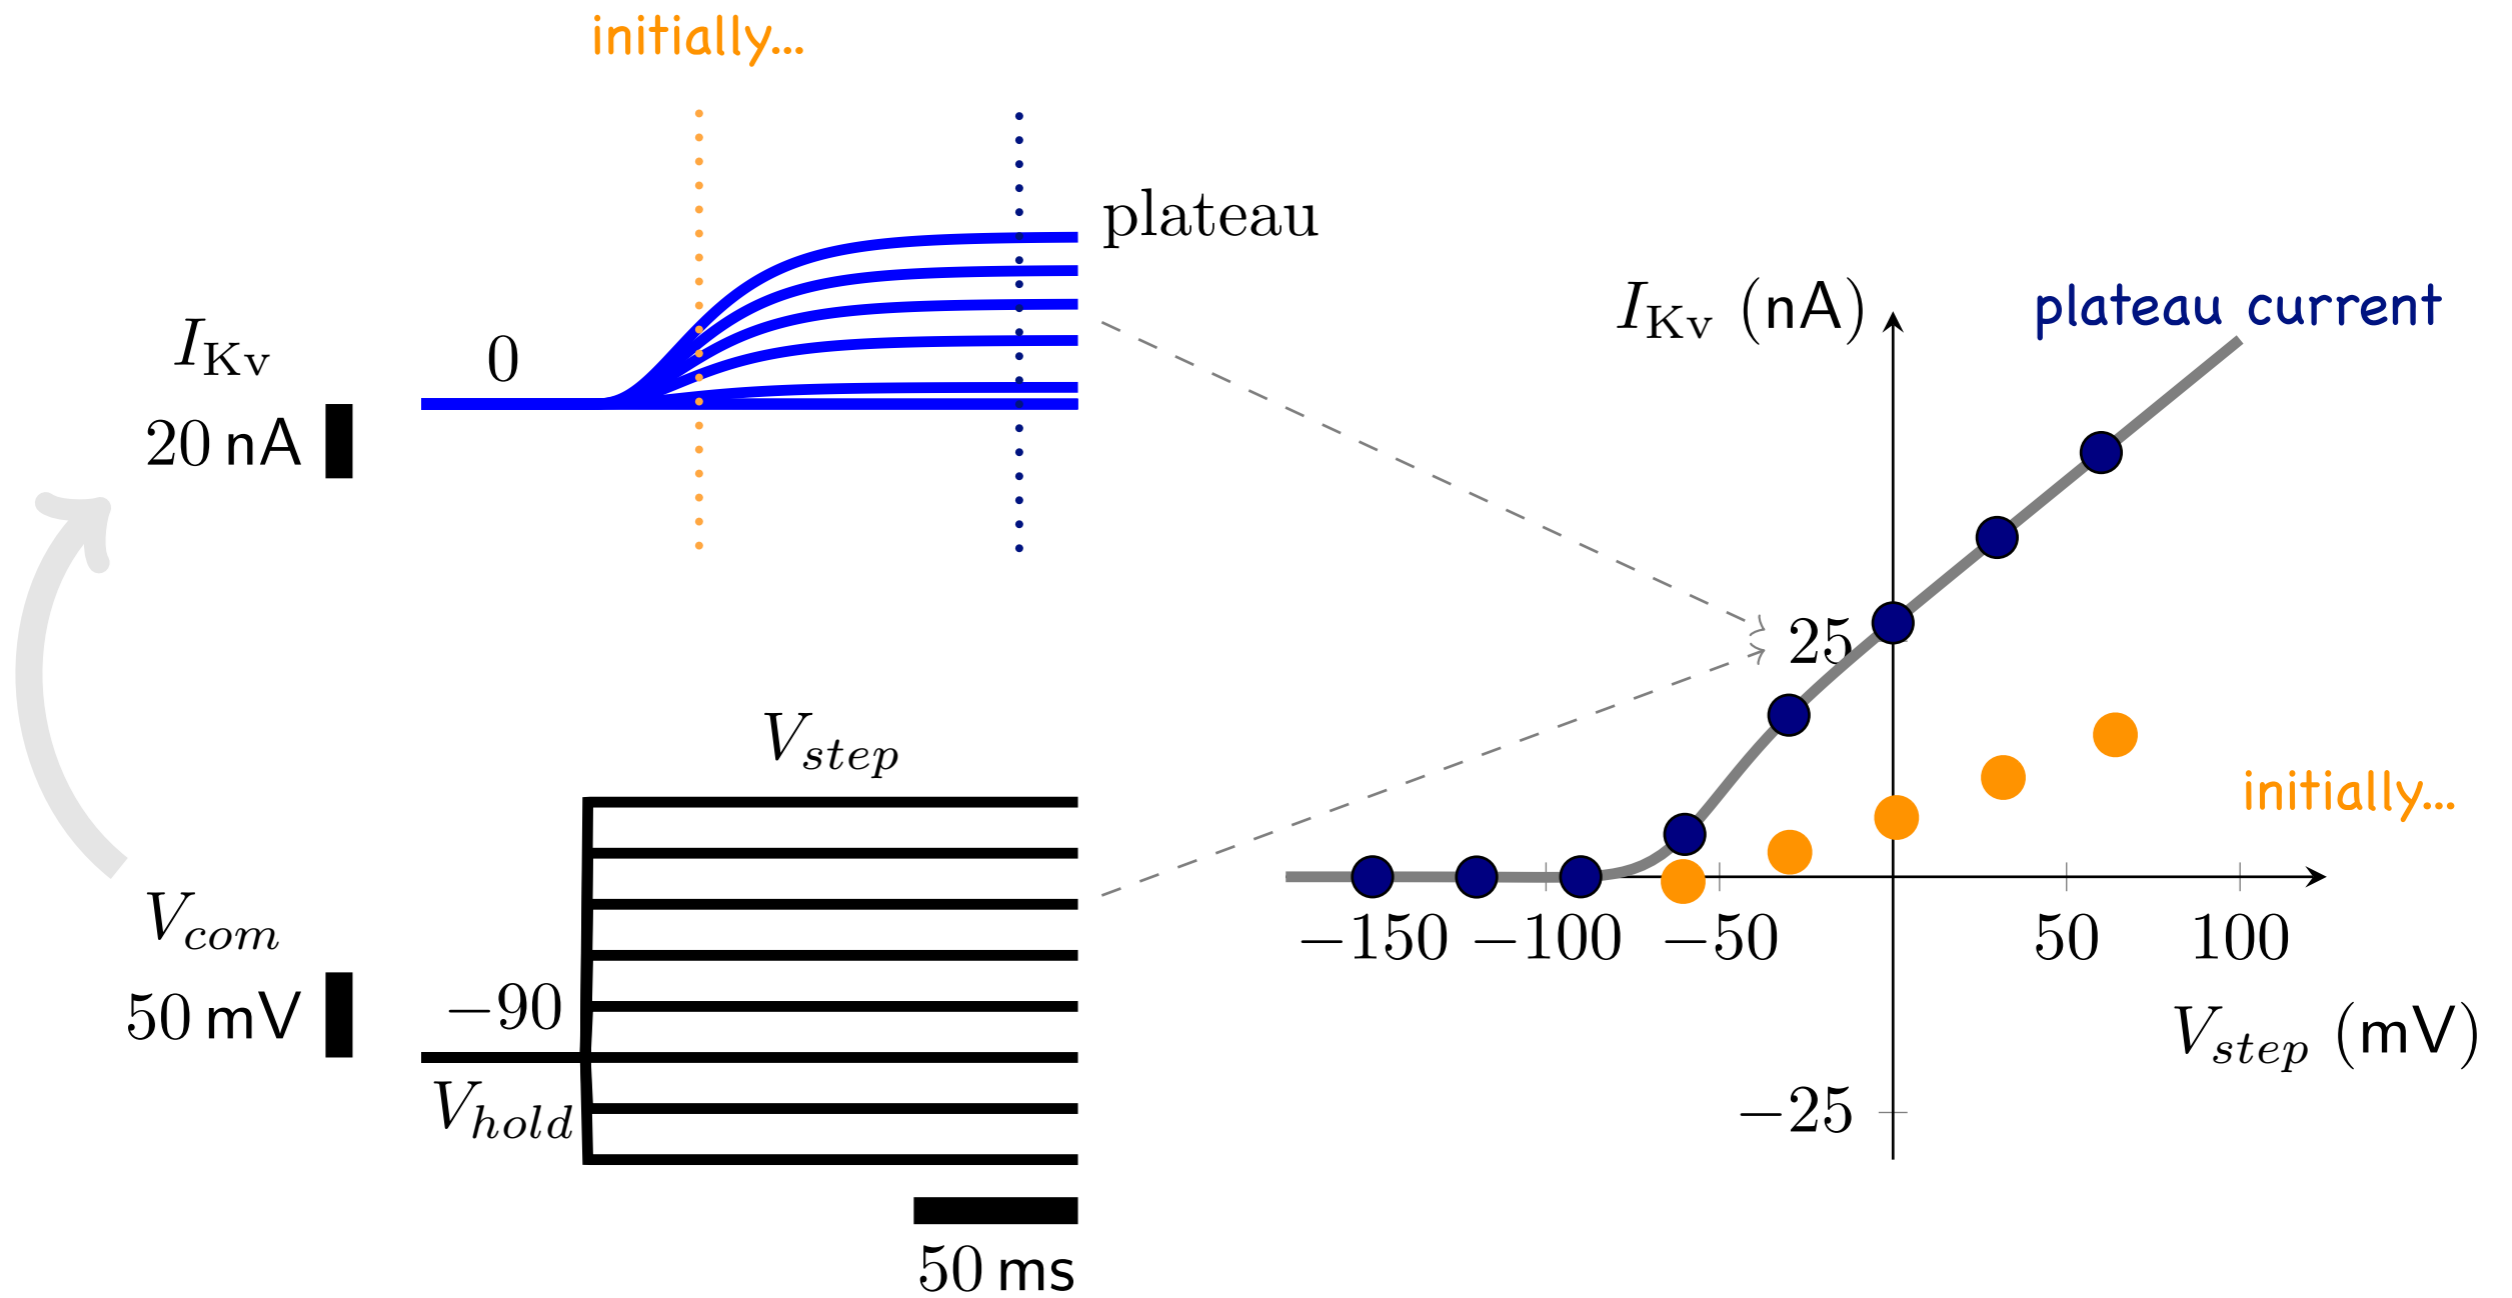 initially...
plateau
I_Kv
0
20 nA
V_step
V_com
50 mV
−90
V_hold
50 ms
I_Kv (nA)
plateau current
25
initially...
−150 −100 −50 50 100
V_step (mV)
−25